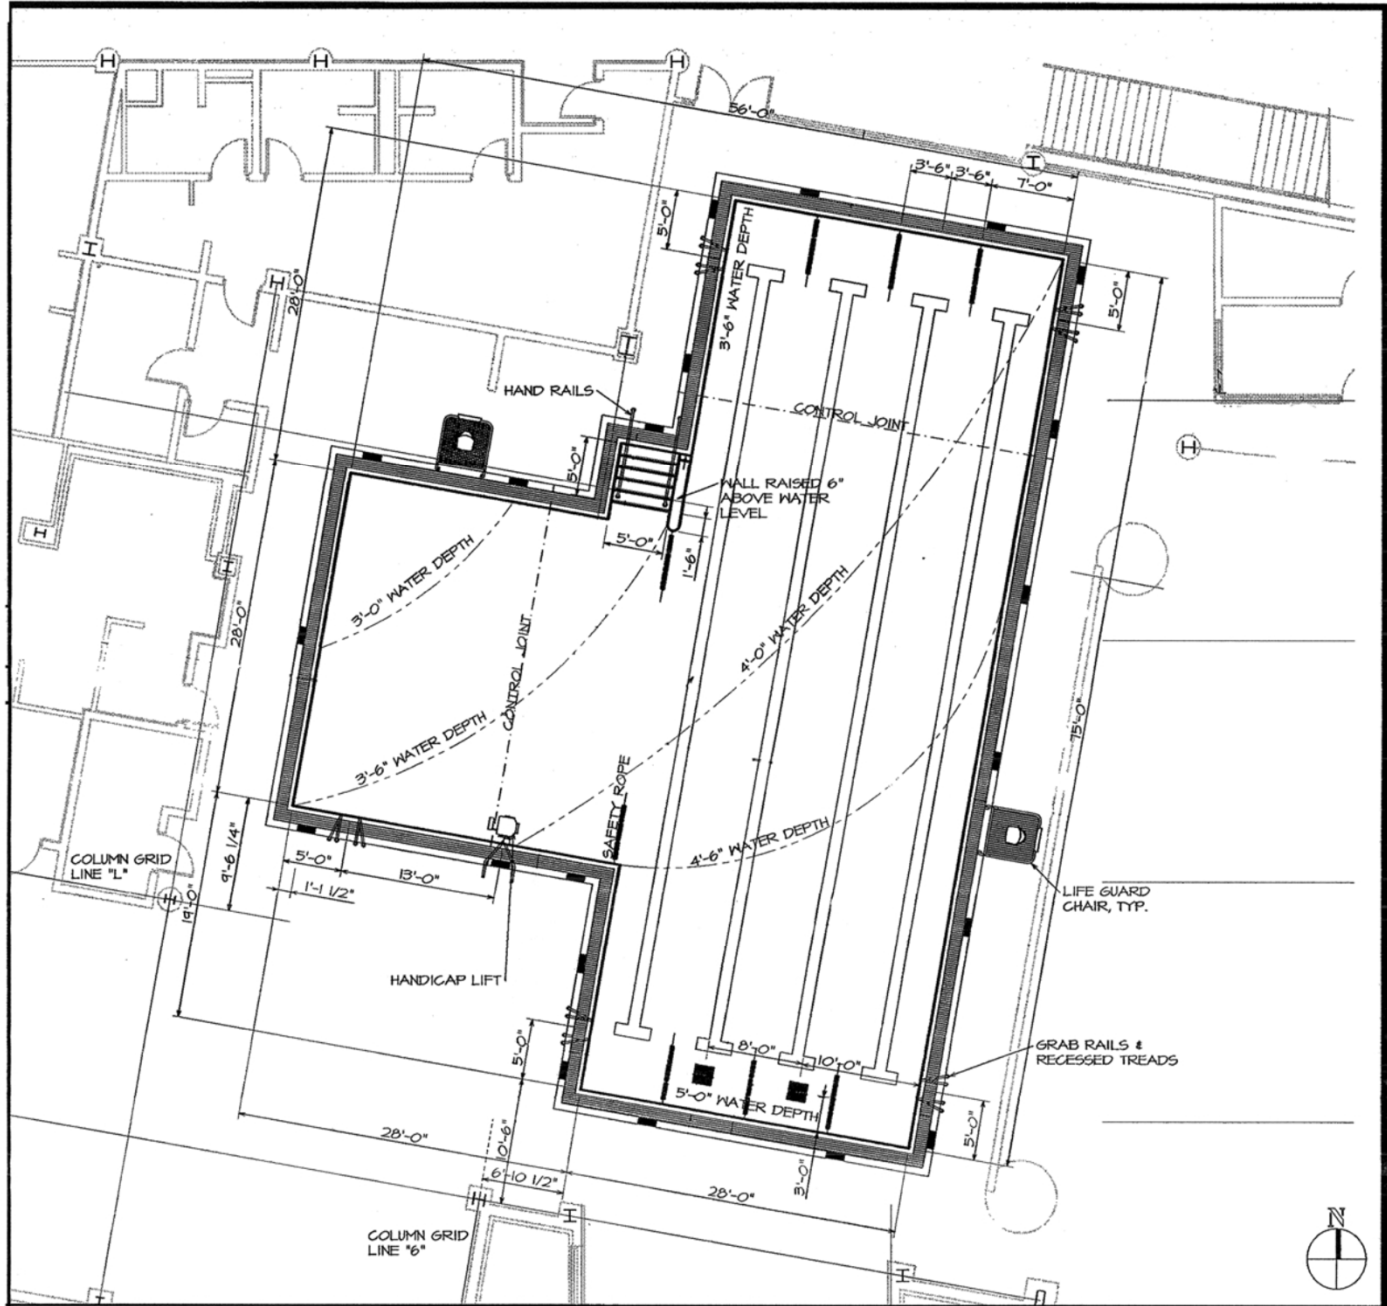 56'-0"
3'-6"
3'-6"
7'-0"
5'-0"
28'-0"
3'-6" WATER DEPTH
5'-0"
HAND RAILS
CONTROL JOINT
5'-0"
WALL RAISED 6"
ABOVE WATER
LEVEL
5'-0"
1'-6"
3'-0" WATER DEPTH
28'-0"
CONTROL JOINT
4'-0" WATER DEPTH
3'-6" WATER DEPTH
75'-0"
SAFETY ROPE
4'-6" WATER DEPTH
COLUMN GRID
LINE "L"
9'-6 1/4"
19'-0"
5'-0"
13'-0"
1'-1 1/2"
LIFE GUARD
CHAIR, TYP.
HANDICAP LIFT
5'-0"
8'-0"
10'-0"
GRAB RAILS &
RECESSED TREADS
5'-0" WATER DEPTH
28'-0"
10'-6"
6'-10 1/2"
28'-0"
3'-0"
5'-0"
COLUMN GRID
LINE "6"
N